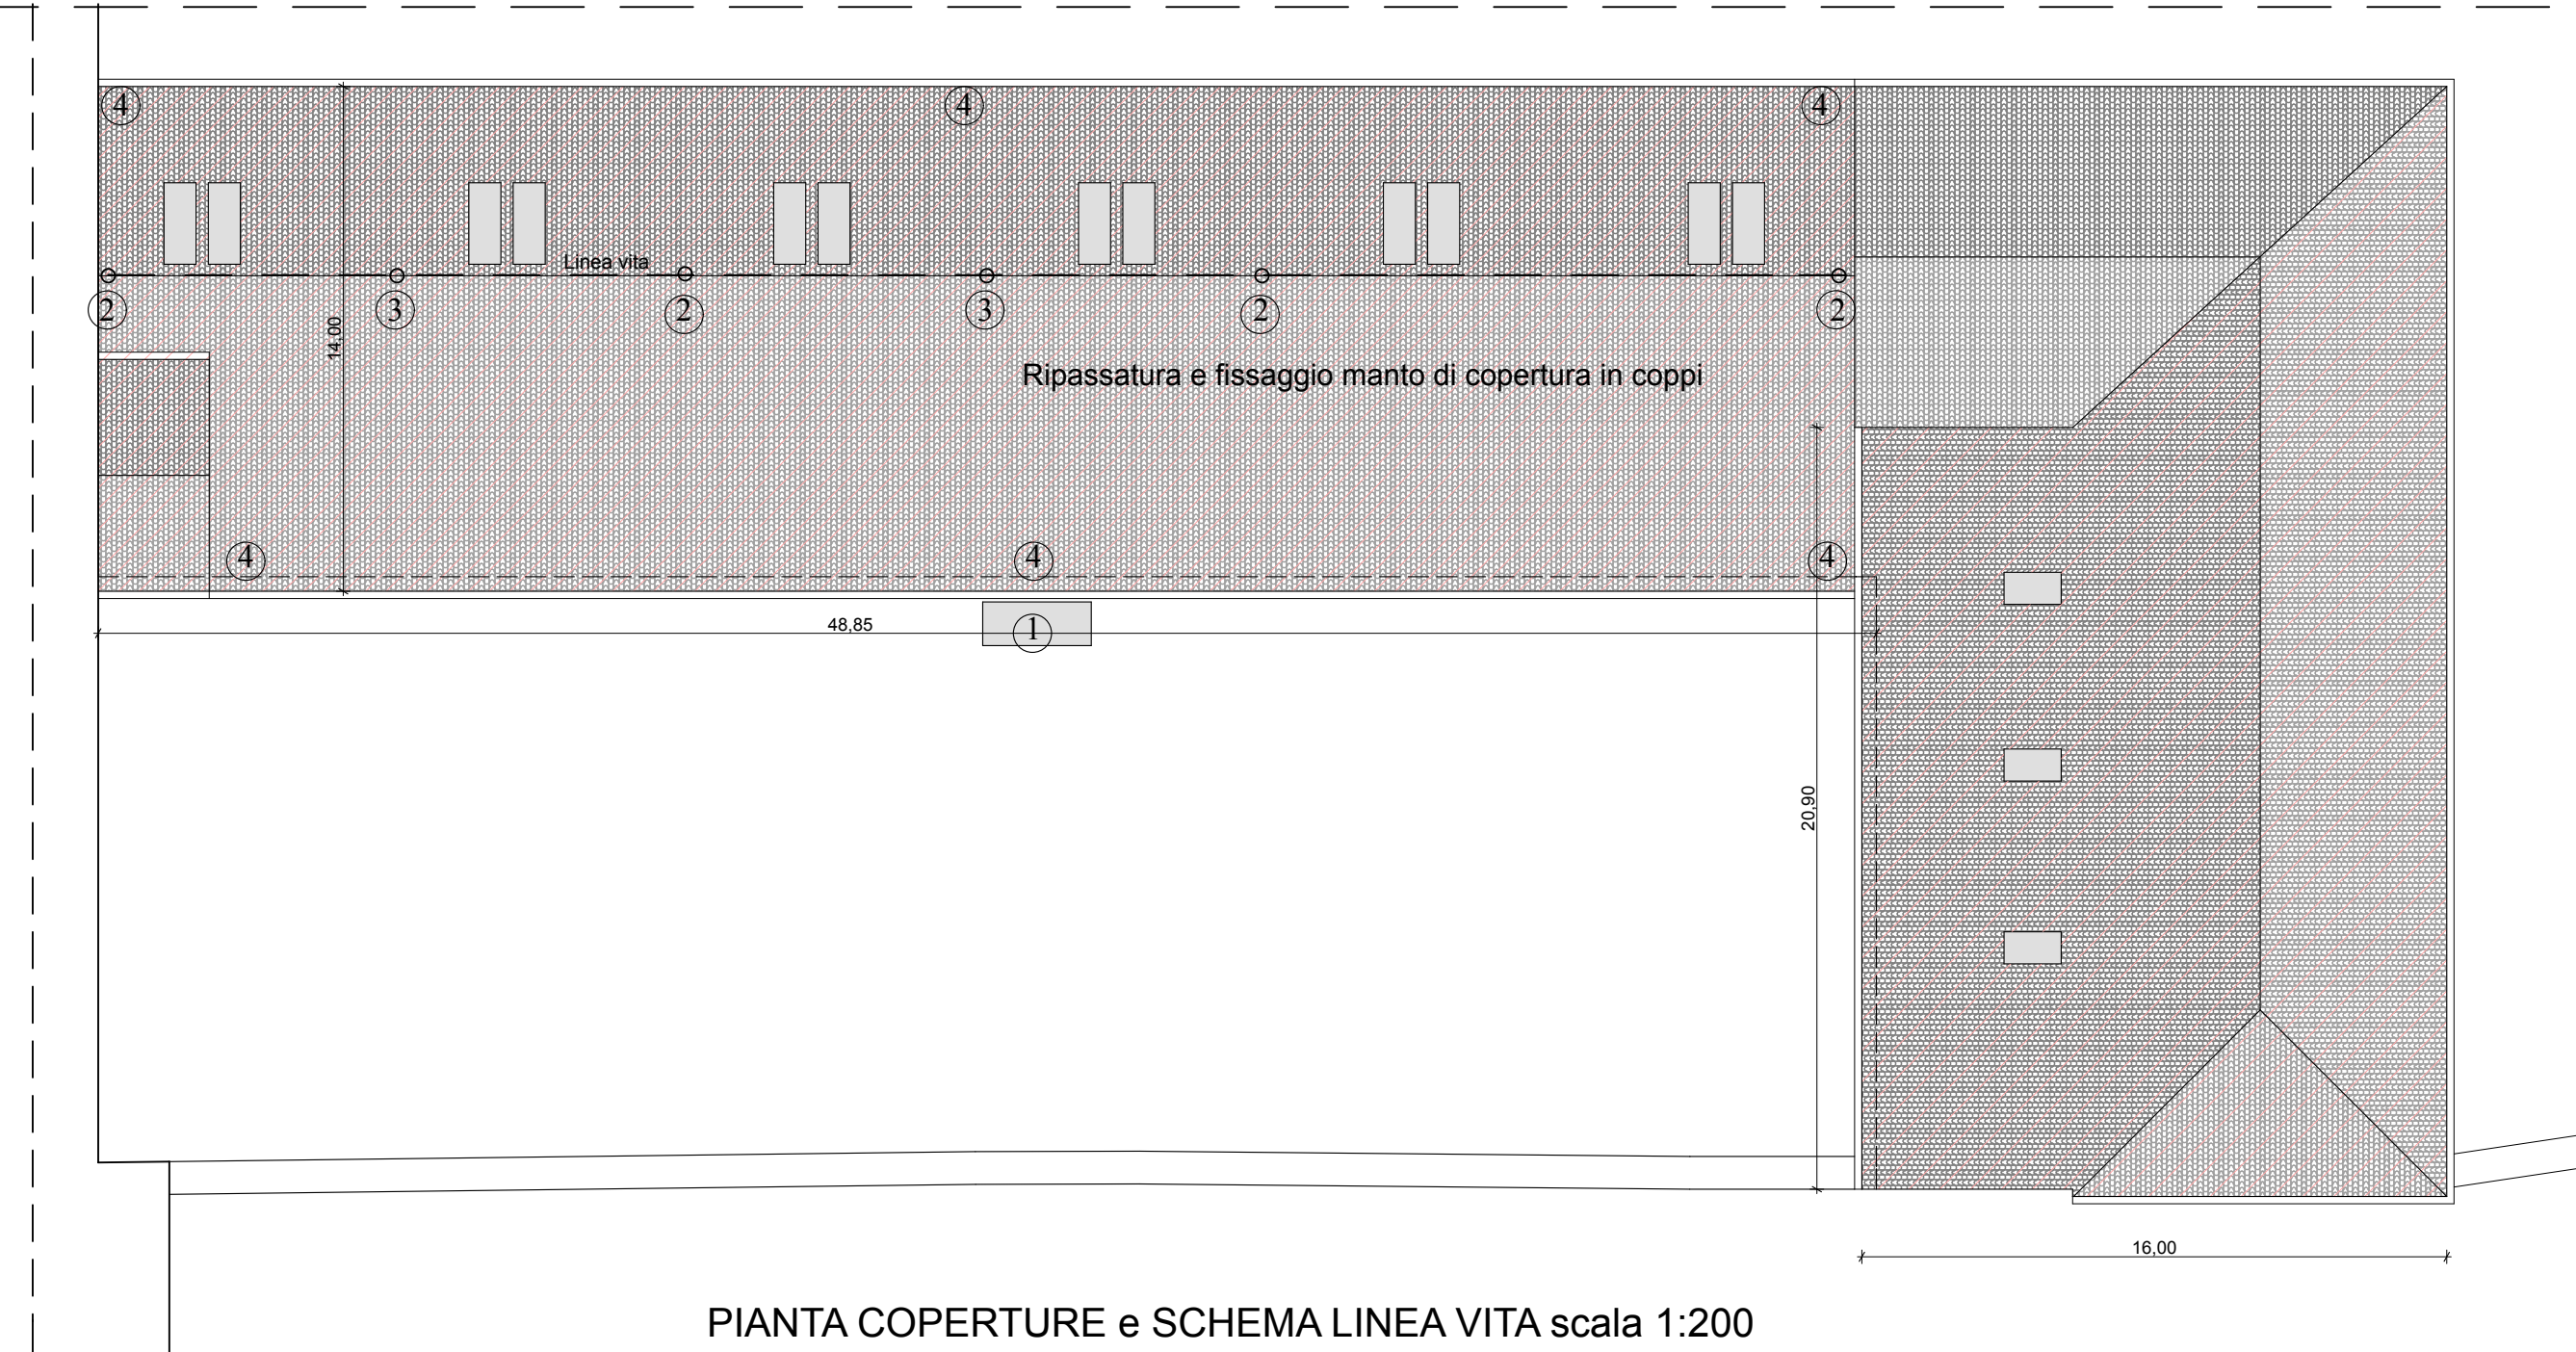 4 4 4
Linea vita
2 3 2 3 2 2
14,00
Ripassatura e fissaggio manto di copertura in coppi
4 4 4
48,85
1
20,90
16,00
PIANTA COPERTURE e SCHEMA LINEA VITA scala 1:200